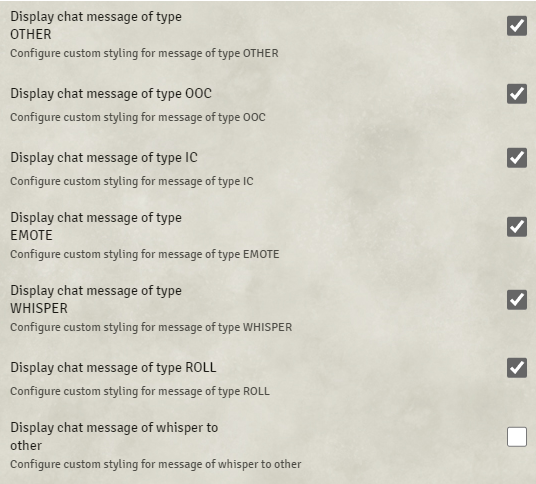 Display chat message of type
OTHER
Configure custom styling for message of type OTHER
Display chat message of type OOC
Configure custom styling for message of type OOC
Display chat message of type IC
Configure custom styling for message of type IC
Display chat message of type
EMOTE
Configure custom styling for message of type EMOTE
Display chat message of type
WHISPER
Configure custom styling for message of type WHISPER
Display chat message of type ROLL
Configure custom styling for message of type ROLL
Display chat message of whisper to
other
Configure custom styling for message of whisper to other